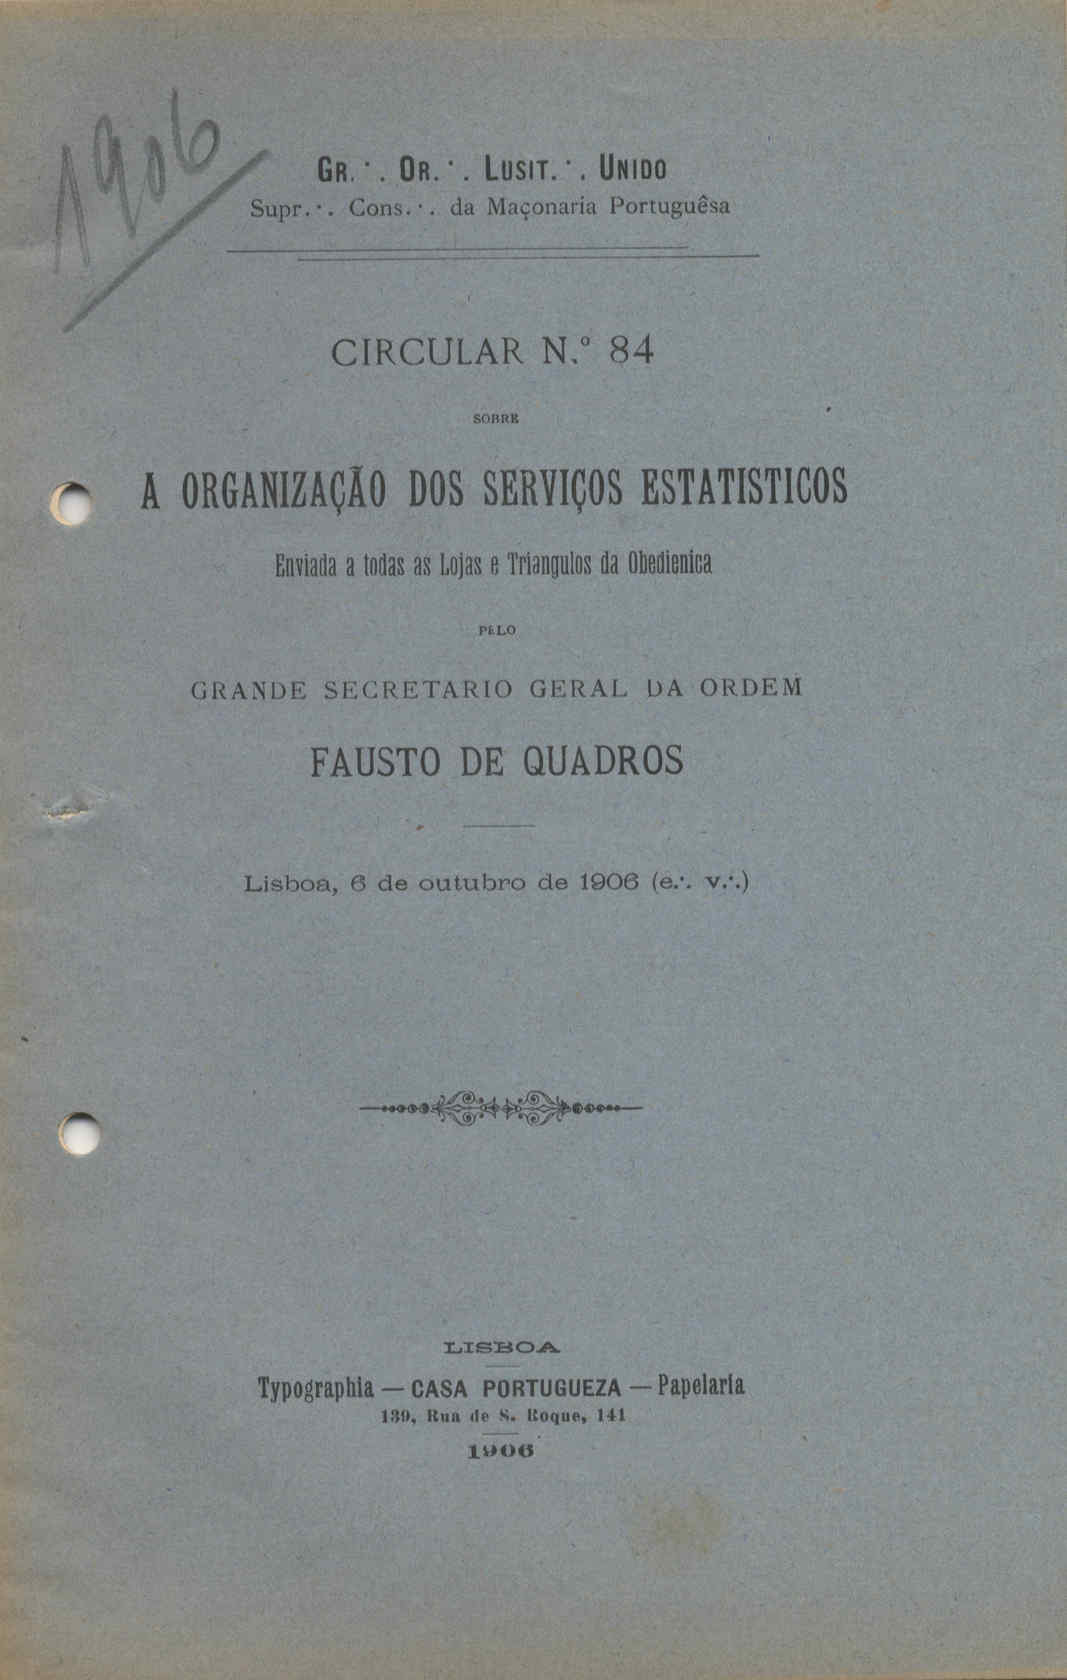 1906
GR.·. OR.·. LUSIT.·. UNIDO
Supr.·. Cons.·. da Maçonaria Portuguêsa
CIRCULAR N.º 84
SOBRE
A ORGANIZAÇÃO DOS SERVIÇOS ESTATISTICOS
Enviada a todas as Lojas e Triangulos da Obedienica
PELO
GRANDE SECRETARIO GERAL DA ORDEM
FAUSTO DE QUADROS
Lisboa, 6 de outubro de 1906 (e.·. v.·.)
LISBOA
Typographia — CASA PORTUGUEZA — Papelaria
139, Rua de S. Roque, 141
1906